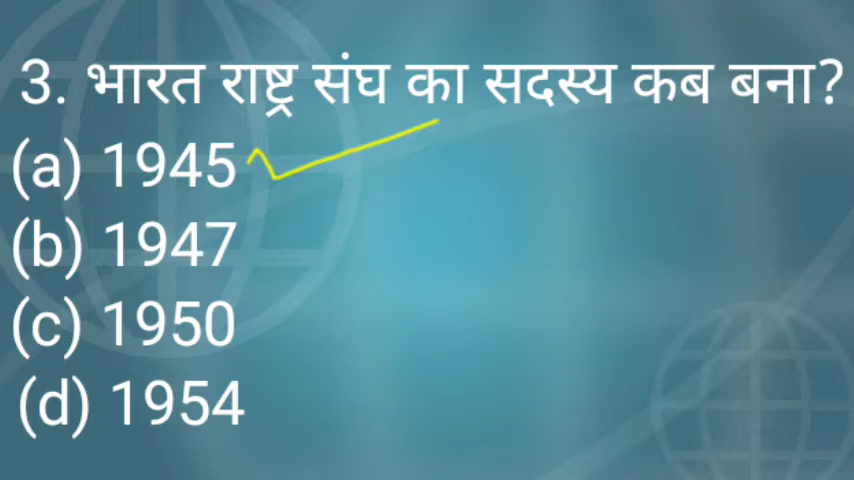 3. भारत राष्ट्र संघ का सदस्य कब बना?
(a) 1945
(b) 1947
(c) 1950
(d) 1954